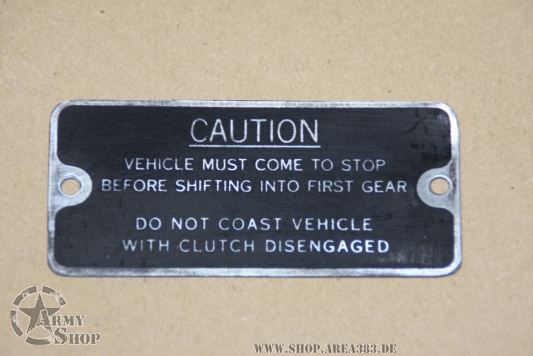 CAUTION
VEHICLE MUST COME TO STOP
BEFORE SHIFTING INTO FIRST GEAR
DO NOT COAST VEHICLE
WITH CLUTCH DISENGAGED
ARMY
SHOP
WWW.SHOP.AREA383.DE